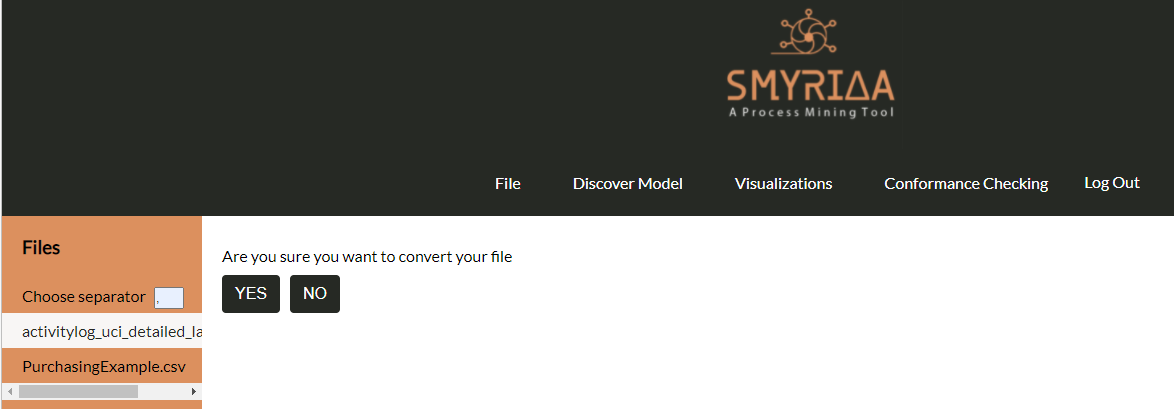 SMYRIΔA
A Process Mining Tool
File Discover Model Visualizations Conformance Checking Log Out
Files
Are you sure you want to convert your file
YES NO
Choose separator ,
activitylog_uci_detailed_la
PurchasingExample.csv